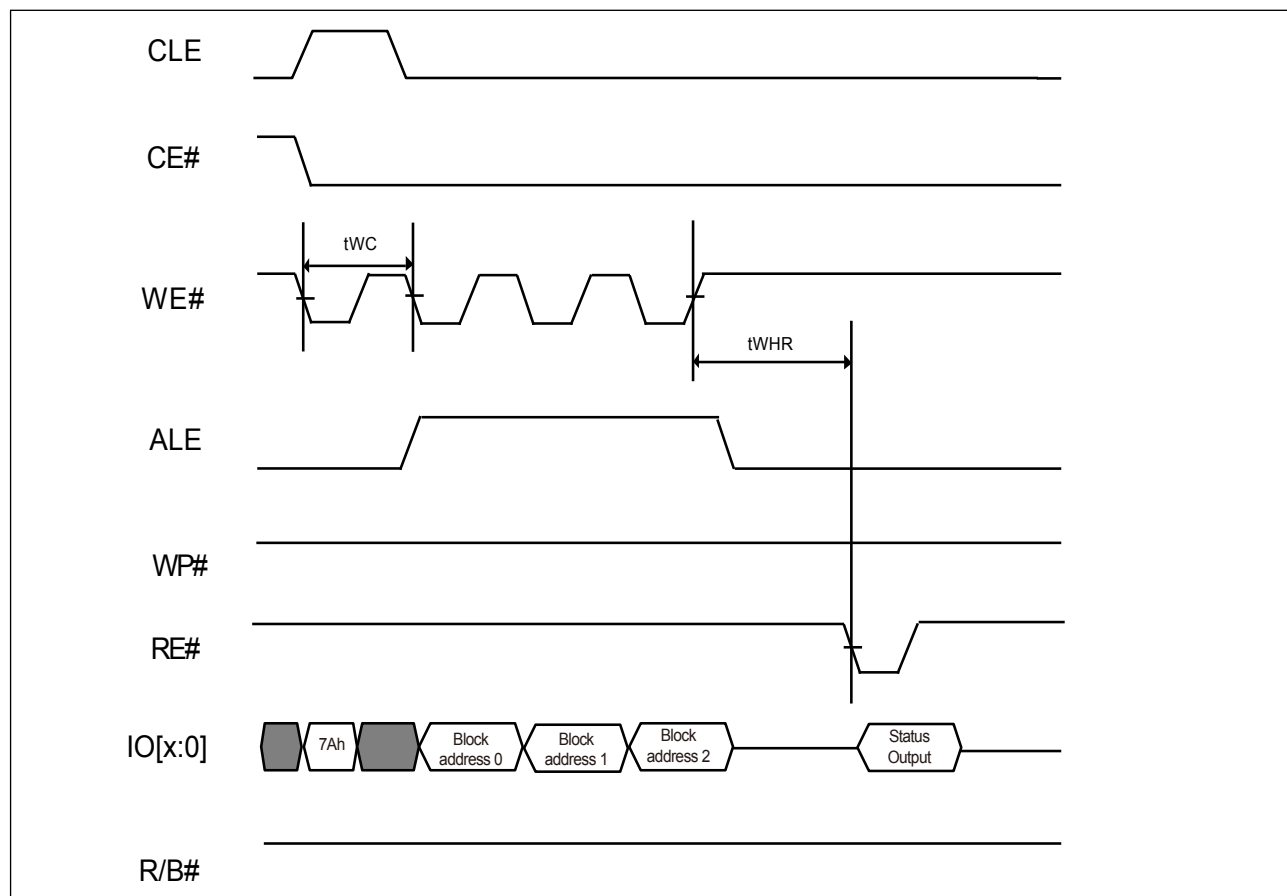 CLE
CE#
tWC
WE#
tWHR
ALE
WP#
RE#
IO[x:0]
7Ah
Block
address 0
Block
address 1
Block
address 2
Status
Output
R/B#